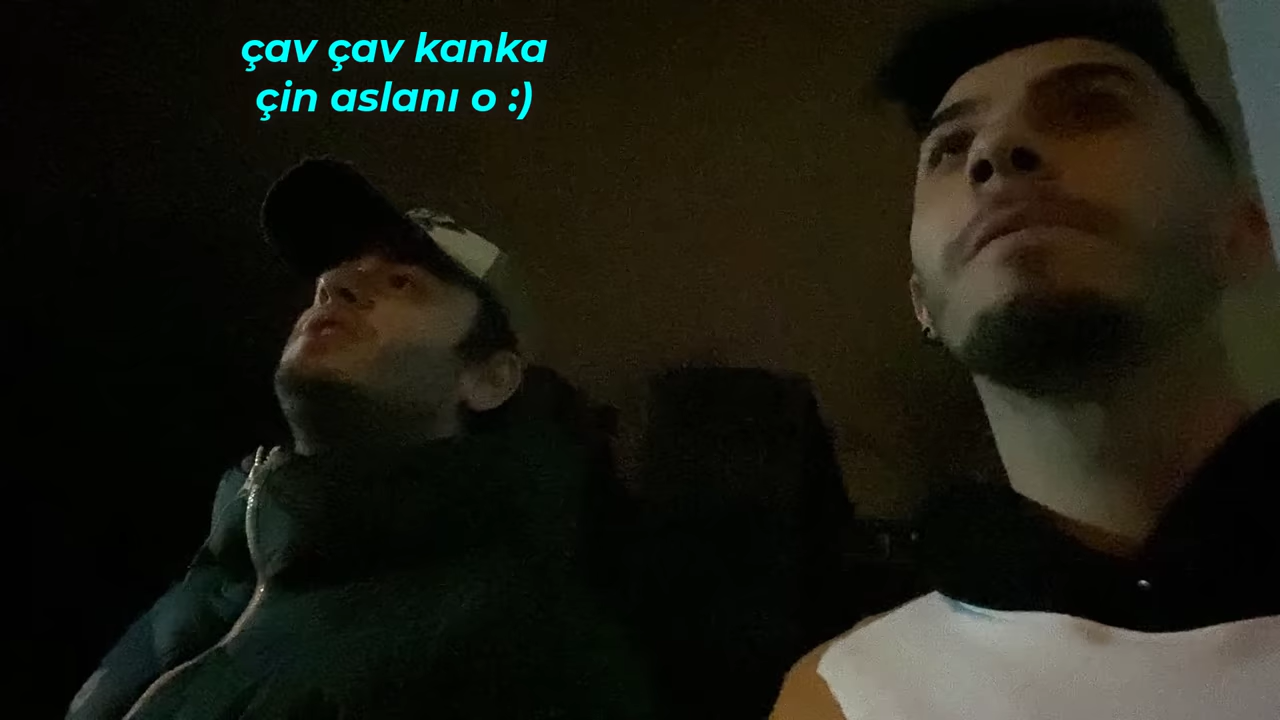 çav çav kanka
çin aslanı o :)